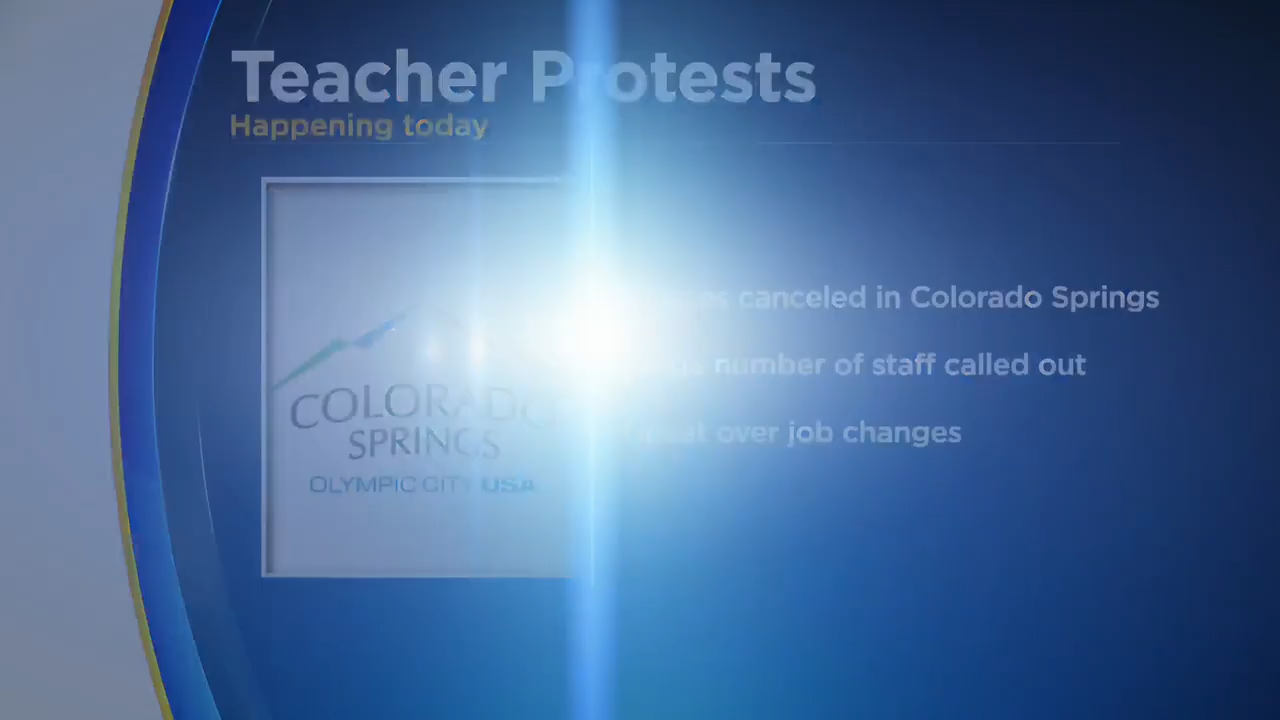 Teacher Protests
Happening today
canceled in Colorado Springs
number of staff called out
over job changes
COLORADO
SPRINGS
OLYMPIC CITY USA